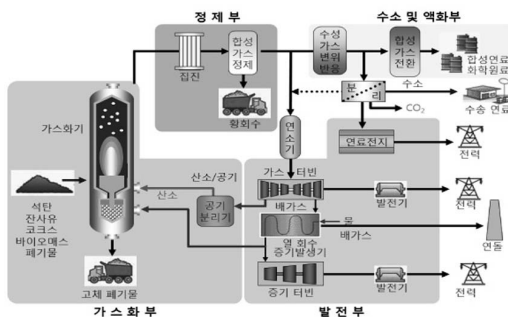 정 제 부
수소 및 액화부
집진
합성
가스
정제
황회수
수성
가스
변위
반응
합성
가스
전환
합성연료
화학원료
수소
수송 연료
분
리
CO₂
연료전지
전력
연
소
기
가스화기
산소/공기
산소
공기
분리기
가스 터빈
발전기
전력
배가스
물
배가스
열 회수
증기발생기
연돌
석탄
잔사유
코크스
바이오매스
폐기물
고체 폐기물
증기 터빈
발전기
전력
가 스 화 부
발 전 부